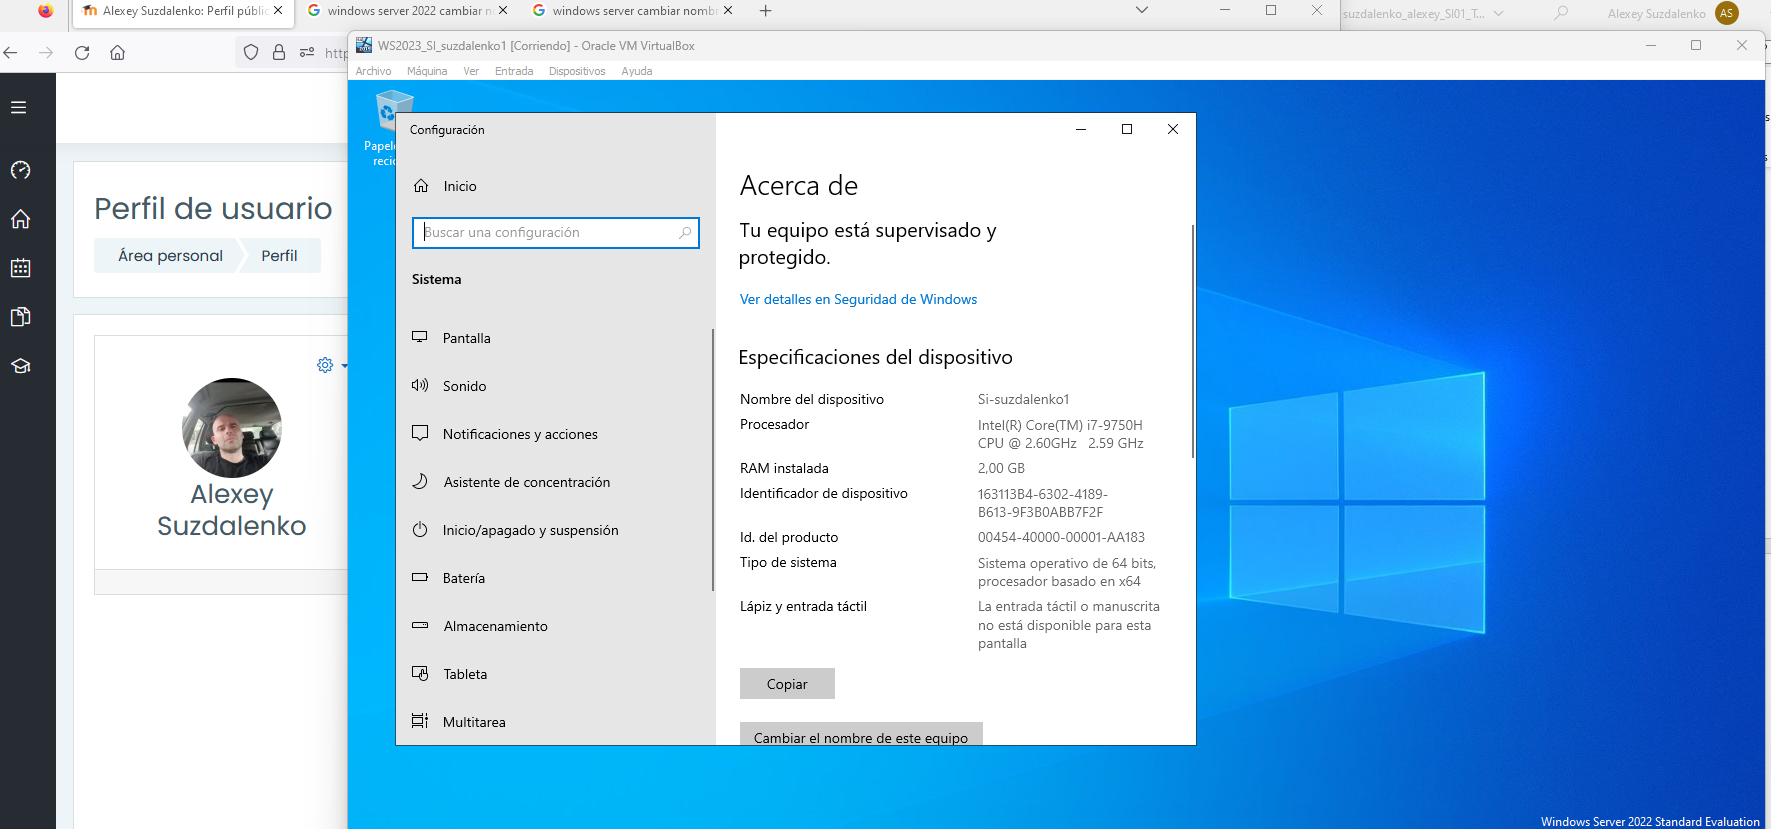 Alexey Suzdalenko: Perfil públic
windows server 2022 cambiar n
windows server cambiar nomb
suzdalenko_alexey_SI01_T...
Alexey Suzdalenko
AS
http
WS2023_SI_suzdalenko1 [Corriendo] - Oracle VM VirtualBox
Archivo Máquina Ver Entrada Dispositivos Ayuda
Perfil de usuario
Área personal
Perfil
Alexey
Suzdalenko
Configuración
Inicio
Buscar una configuración
Sistema
Pantalla
Sonido
Notificaciones y acciones
Asistente de concentración
Inicio/apagado y suspensión
Batería
Almacenamiento
Tableta
Multitarea
Acerca de
Tu equipo está supervisado y
protegido.
Ver detalles en Seguridad de Windows
Especificaciones del dispositivo
Nombre del dispositivo Si-suzdalenko1
Procesador Intel(R) Core(TM) i7-9750H
CPU @ 2.60GHz 2.59 GHz
RAM instalada 2,00 GB
Identificador de dispositivo 163113B4-6302-4189-
B613-9F3B0ABB7F2F
Id. del producto 00454-40000-00001-AA183
Tipo de sistema Sistema operativo de 64 bits,
procesador basado en x64
Lápiz y entrada táctil La entrada táctil o manuscrita
no está disponible para esta
pantalla
Copiar
Cambiar el nombre de este equipo
Windows Server 2022 Standard Evaluation